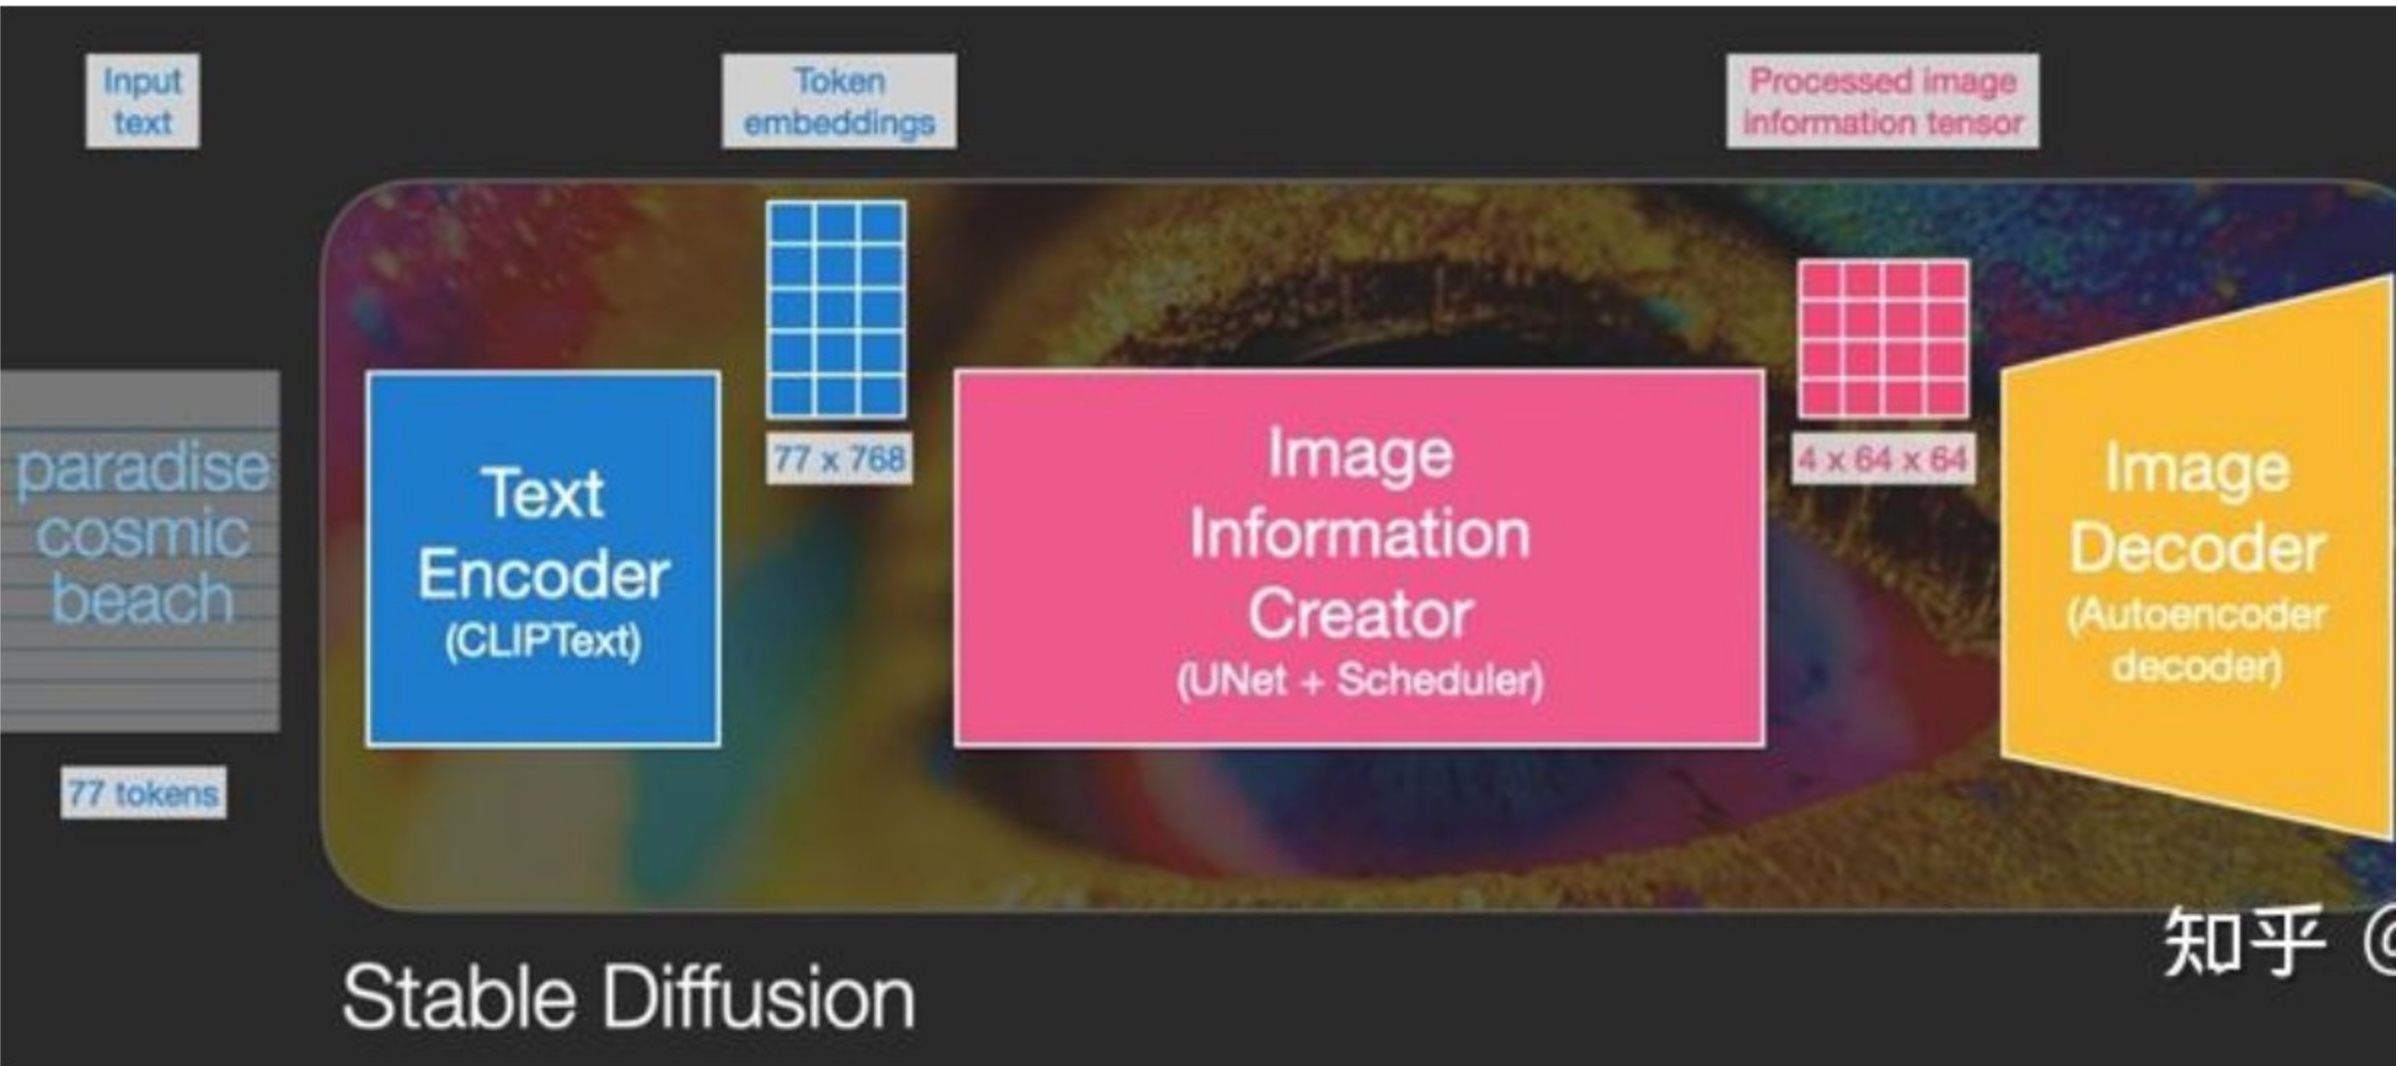 Input
text
Token
embeddings
Processed image
information tensor
paradise
cosmic
beach
77 tokens
Text
Encoder
(CLIPText)
77 x 768
Image
Information
Creator
(UNet + Scheduler)
4 x 64 x 64
Image
Decoder
(Autoencoder
decoder)
Stable Diffusion
知乎 @